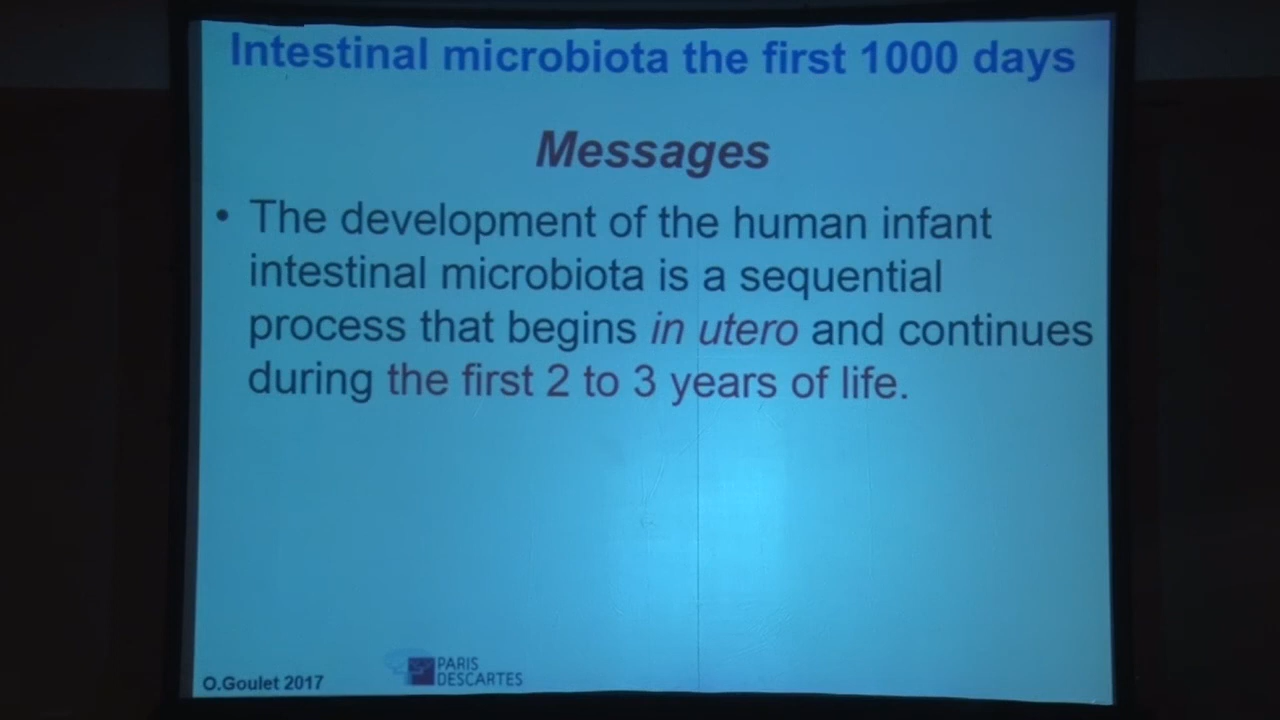 Intestinal microbiota the first 1000 days
Messages
• The development of the human infant
intestinal microbiota is a sequential
process that begins in utero and continues
during the first 2 to 3 years of life.
PARIS
DESCARTES
O.Goulet 2017